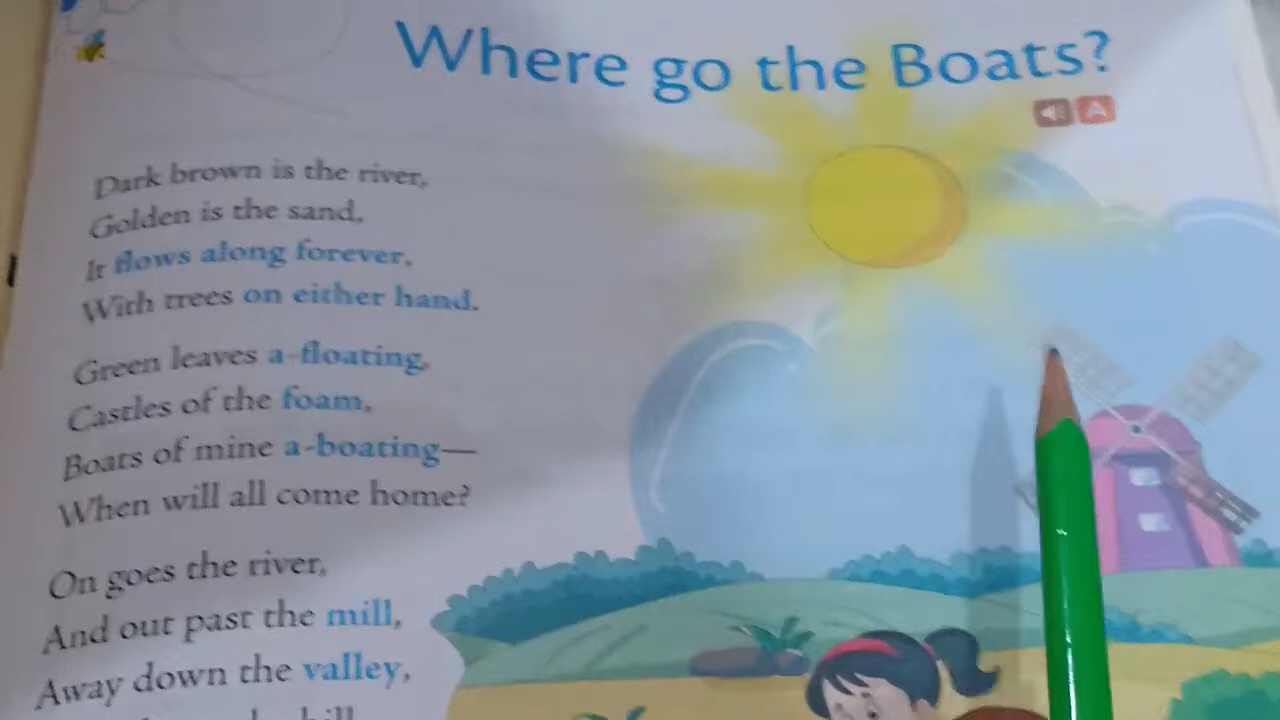 Where go the Boats?
A
Dark brown is the river,
Golden is the sand,
It flows along forever,
With trees on either hand.
Green leaves a-floating,
Castles of the foam,
Boats of mine a-boating—
When will all come home?
On goes the river,
And out past the mill,
Away down the valley,
hill